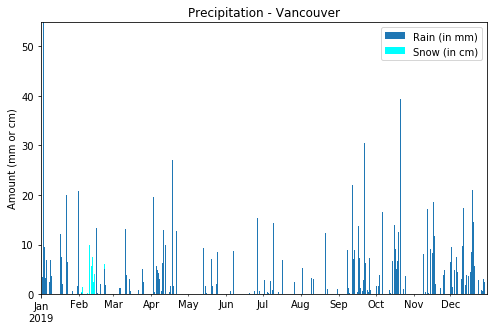 Precipitation - Vancouver
Rain (in mm)
Snow (in cm)
Amount (mm or cm)
50
40
30
20
10
0
Jan Feb Mar Apr May Jun Jul Aug Sep Oct Nov Dec
2019